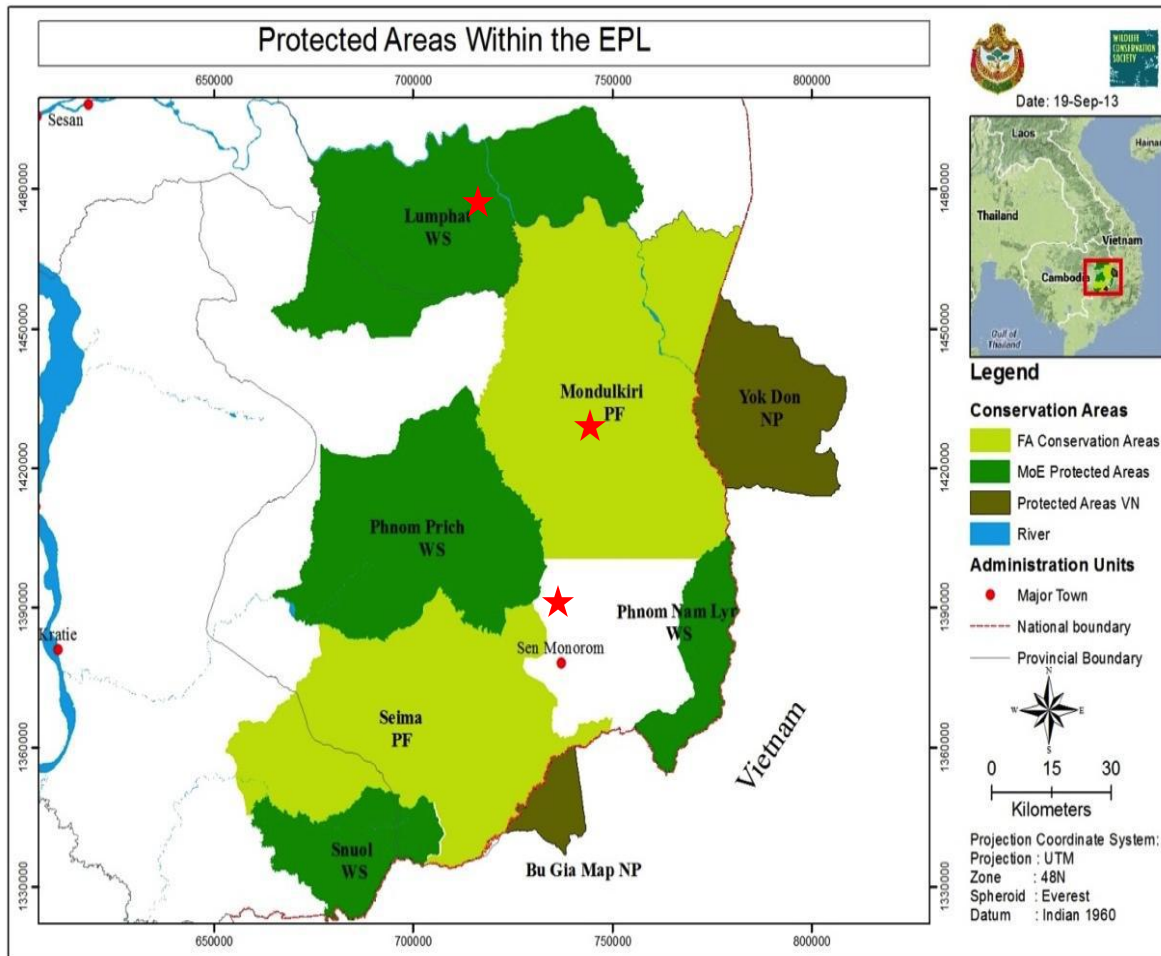 Protected Areas Within the EPL
WILDLIFE
CONSERVATION
SOCIETY
Date: 19-Sep-13
650000
700000
750000
800000
Sesan
1480000
1450000
1420000
1390000
1360000
1330000
1480000
1450000
1420000
1390000
1360000
1330000
Lumphat
WS
Mondulkiri
PF
Yok Don
NP
Phnom Prich
WS
Phnom Nam Lyr
WS
Kratie
Sen Monorom
Seima
PF
Vietnam
Snuol
WS
Bu Gia Map NP
650000
700000
750000
800000
Laos
Hainan
Thailand
Vietnam
Cambodia
Gulf of
Thailand
Legend
Conservation Areas
FA Conservation Areas
MoE Protected Areas
Protected Areas VN
River
Administration Units
Major Town
National boundary
Provincial Boundary
N
W
E
S
0
15
30
Kilometers
Projection Coordinate System:
Projection : UTM
Zone : 48N
Spheroid : Everest
Datum : Indian 1960